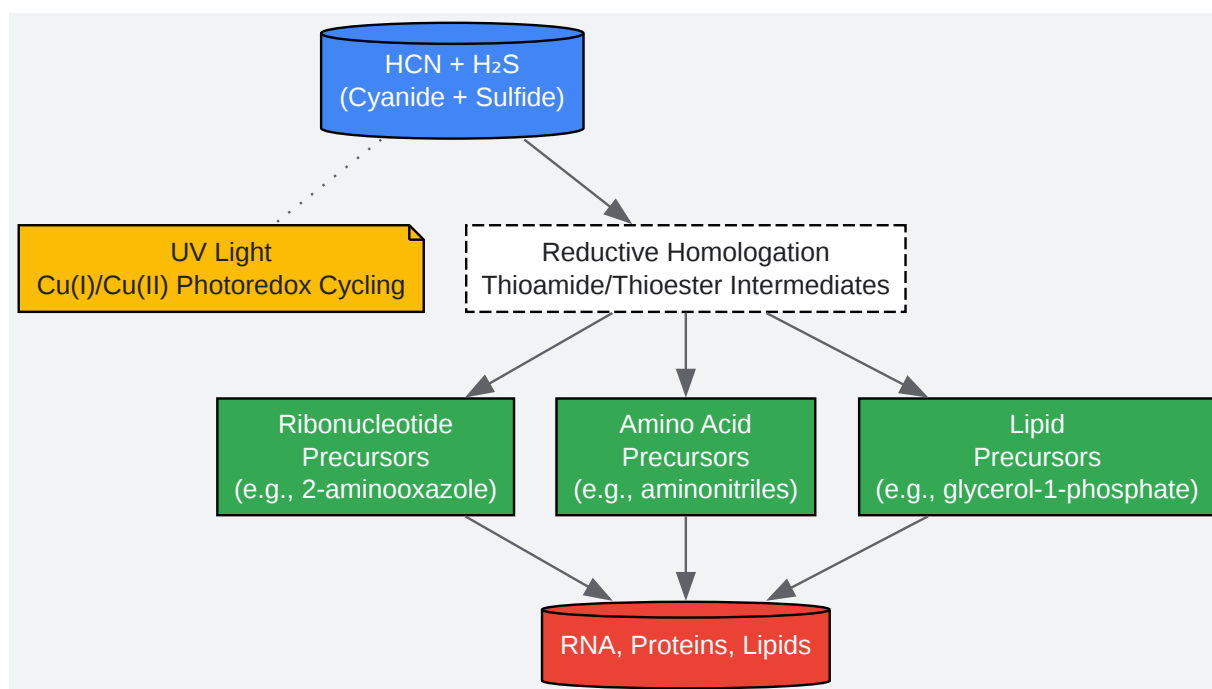 HCN + H₂S
(Cyanide + Sulfide)
UV Light
Cu(I)/Cu(II) Photoredox Cycling
Reductive Homologation
Thioamide/Thioester Intermediates
Ribonucleotide
Precursors
(e.g., 2-aminooxazole)
Amino Acid
Precursors
(e.g., aminonitriles)
Lipid
Precursors
(e.g., glycerol-1-phosphate)
RNA, Proteins, Lipids